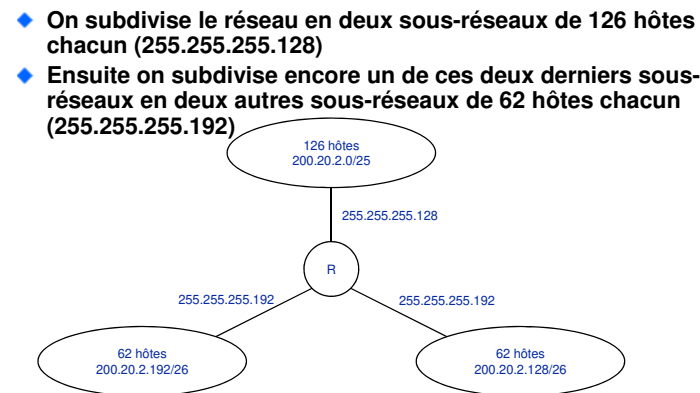 On subdivise le réseau en deux sous-réseaux de 126 hôtes
chacun (255.255.255.128)
Ensuite on subdivise encore un de ces deux derniers sous-
réseaux en deux autres sous-réseaux de 62 hôtes chacun
(255.255.255.192)
126 hôtes
200.20.2.0/25
255.255.255.128
R
255.255.255.192
255.255.255.192
62 hôtes
200.20.2.192/26
62 hôtes
200.20.2.128/26